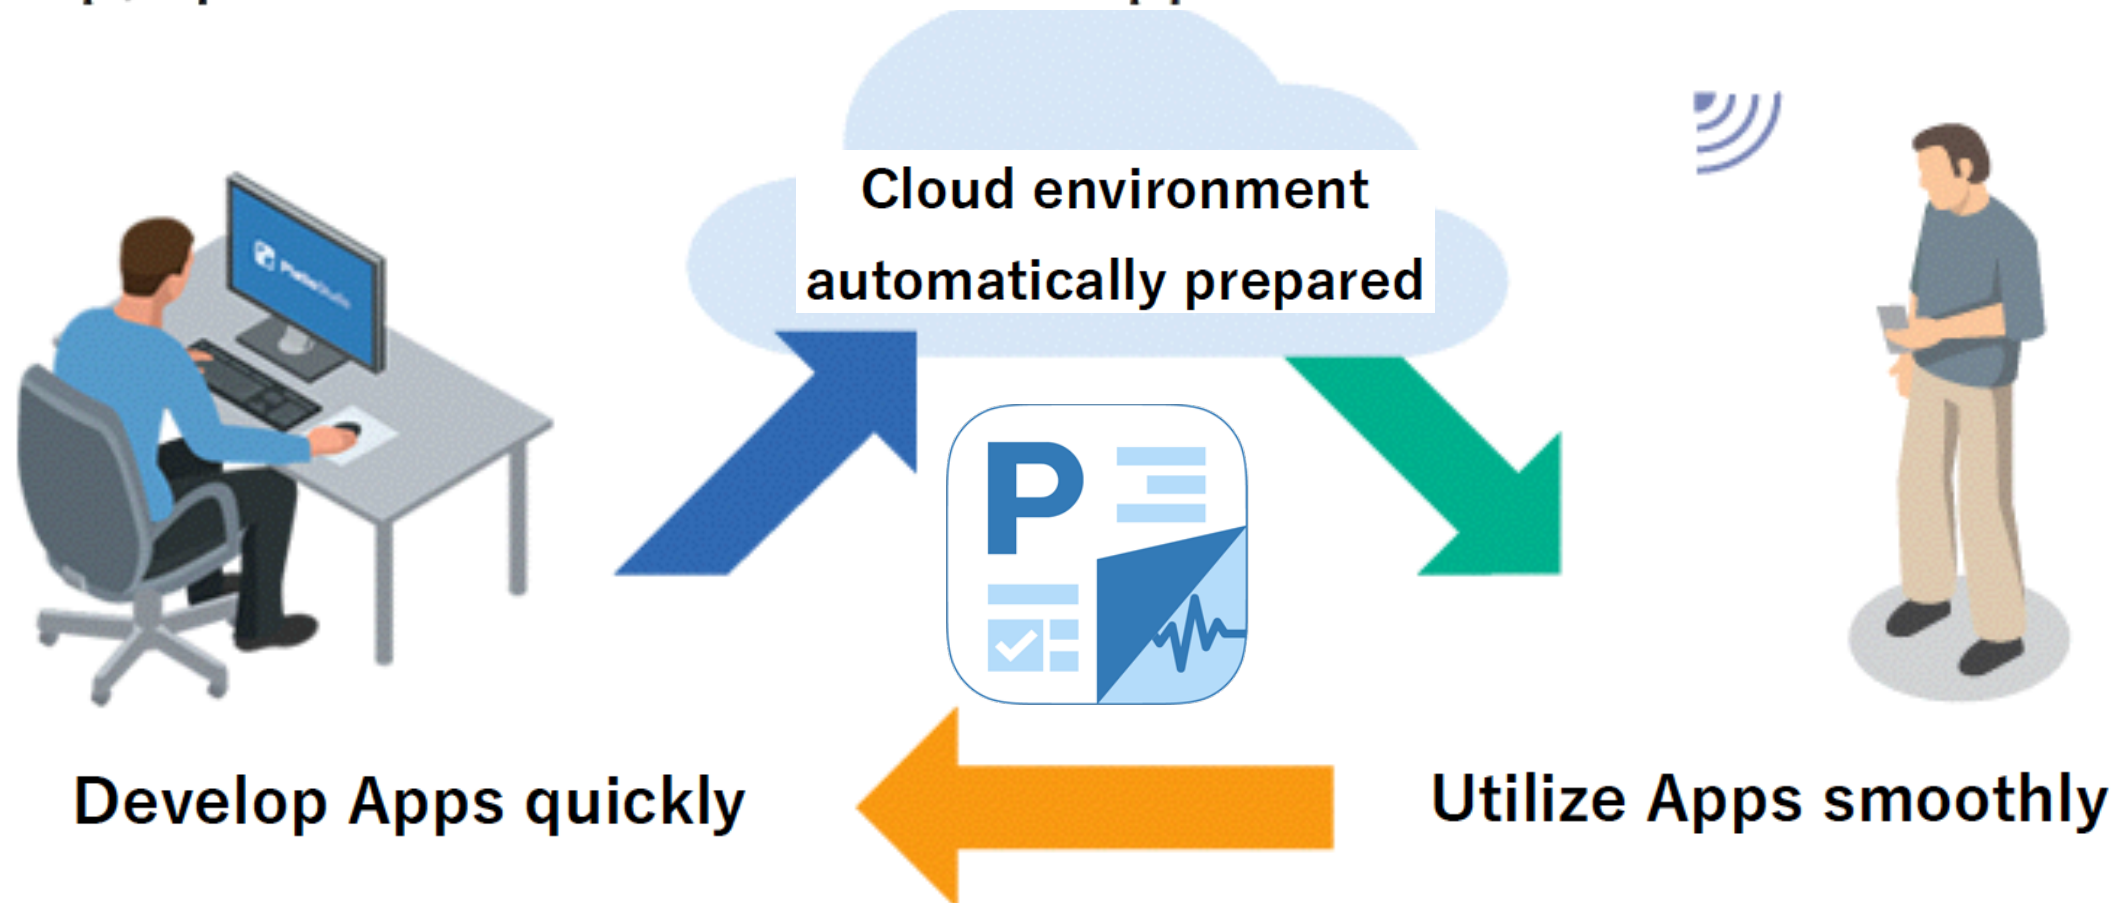 Cloud environment
automatically prepared
P
Develop Apps quickly
Utilize Apps smoothly